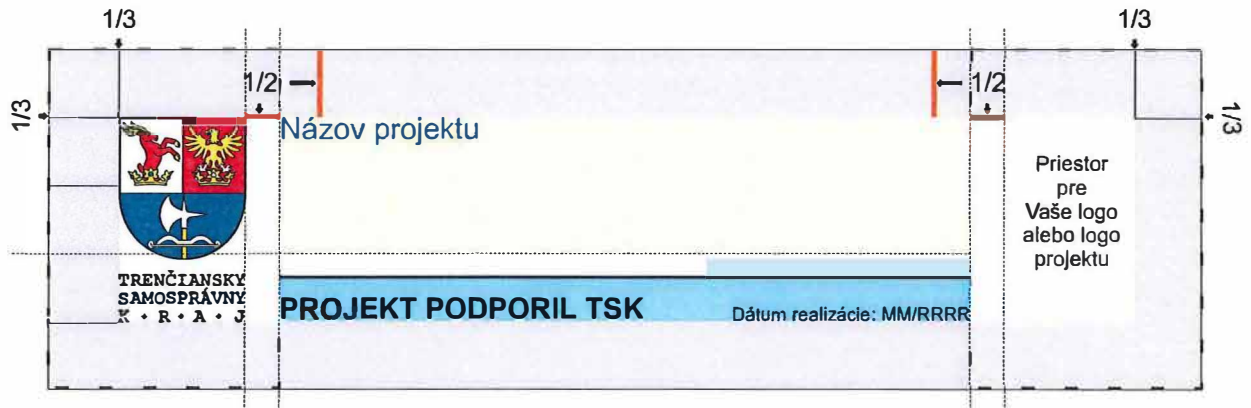 1/3
1/3
1/2
1/2
1/3
1/3
Názov projektu
Priestor
pre
Vaše logo
alebo logo
projektu
TRENČIANSKY
SAMOSPRÁVNY
K · R · A · J
PROJEKT PODPORIL TSK
Dátum realizácie: MM/RRRR